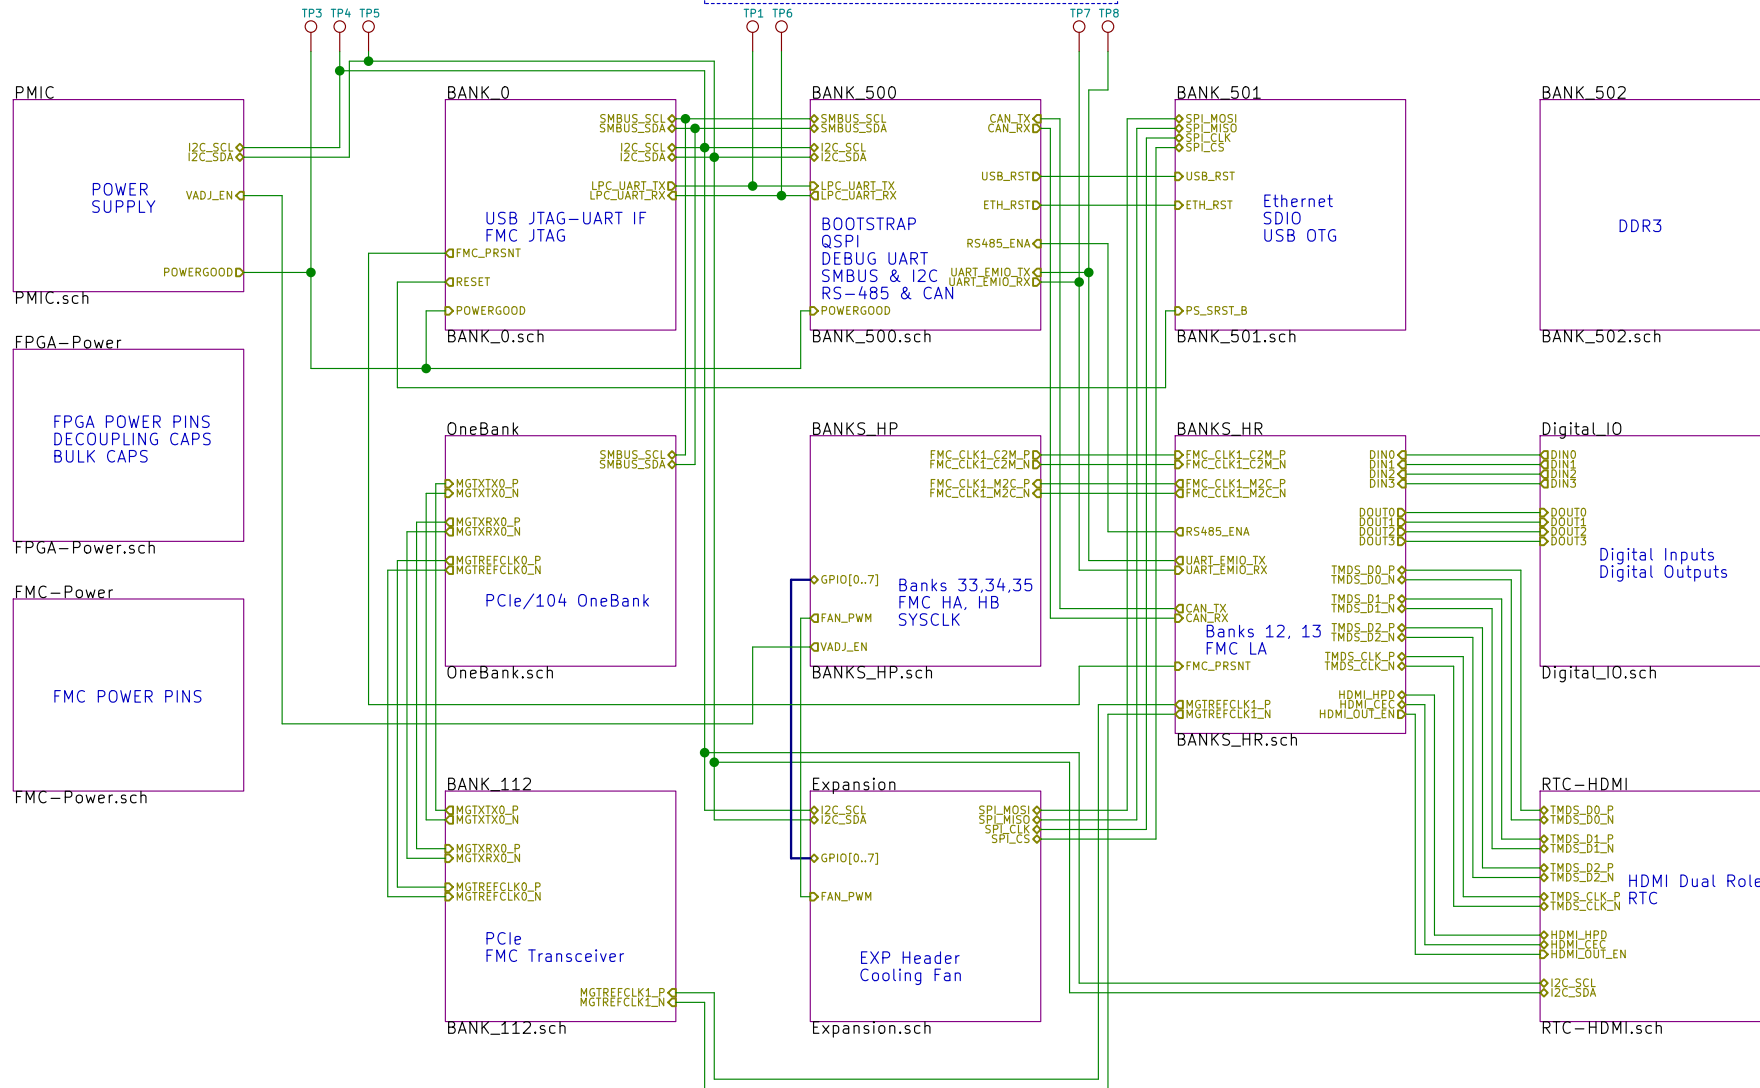 TP3 TP4 TP5 TP1 TP6 TP7 TP8
PMIC
I2C_SCL
I2C_SDA
VADJ_EN
POWER
SUPPLY
POWERGOOD
PMIC.sch
BANK_0
SMBUS_SCL
SMBUS_SDA
I2C_SCL
I2C_SDA
LPC_UART_TX
LPC_UART_RX
USB JTAG-UART IF
FMC JTAG
FMC_PRSNT
RESET
POWERGOOD
BANK_0.sch
BANK_500
SMBUS_SCL
SMBUS_SDA
I2C_SCL
I2C_SDA
LPC_UART_TX
LPC_UART_RX
CAN_TX
CAN_RX
USB_RST
ETH_RST
RS485_ENA
UART_EMIO_TX
UART_EMIO_RX
BOOTSTRAP
QSPI
DEBUG UART
SMBUS & I2C
RS-485 & CAN
POWERGOOD
BANK_500.sch
BANK_501
SPI_MOSI
SPI_MISO
SPI_CLK
SPI_CS
USB_RST
ETH_RST
Ethernet
SDIO
USB OTG
PS_SRST_B
BANK_501.sch
BANK_502
DDR3
BANK_502.sch
FPGA-Power
FPGA POWER PINS
DECOUPLING CAPS
BULK CAPS
FPGA-Power.sch
OneBank
SMBUS_SCL
SMBUS_SDA
MGTXTX0_P
MGTXTX0_N
MGTXRX0_P
MGTXRX0_N
MGTREFCLK0_P
MGTREFCLK0_N
PCIe/104 OneBank
OneBank.sch
BANKS_HP
FMC_CLK1_C2M_P
FMC_CLK1_C2M_N
FMC_CLK1_M2C_P
FMC_CLK1_M2C_N
GPIO[0..7]
FAN_PWM
VADJ_EN
Banks 33,34,35
FMC HA, HB
SYSCLK
BANKS_HP.sch
BANKS_HR
FMC_CLK1_C2M_P
FMC_CLK1_C2M_N
FMC_CLK1_M2C_P
FMC_CLK1_M2C_N
RS485_ENA
UART_EMIO_TX
UART_EMIO_RX
CAN_TX
CAN_RX
Banks 12, 13
FMC LA
FMC_PRSNT
MGTREFCLK1_P
MGTREFCLK1_N
DIN0
DIN1
DIN2
DIN3
DOUT0
DOUT1
DOUT2
DOUT3
TMDS_D0_P
TMDS_D0_N
TMDS_D1_P
TMDS_D1_N
TMDS_D2_P
TMDS_D2_N
TMDS_CLK_P
TMDS_CLK_N
HDMI_HPD
HDMI_CEC
HDMI_OUT_EN
BANKS_HR.sch
Digital_IO
DIN0
DIN1
DIN2
DIN3
DOUT0
DOUT1
DOUT2
DOUT3
Digital Inputs
Digital Outputs
Digital_IO.sch
FMC-Power
FMC POWER PINS
FMC-Power.sch
BANK_112
MGTXTX0_P
MGTXTX0_N
MGTXRX0_P
MGTXRX0_N
MGTREFCLK0_P
MGTREFCLK0_N
PCIe
FMC Transceiver
MGTREFCLK1_P
MGTREFCLK1_N
BANK_112.sch
Expansion
I2C_SCL
I2C_SDA
GPIO[0..7]
FAN_PWM
SPI_MOSI
SPI_MISO
SPI_CLK
SPI_CS
EXP Header
Cooling Fan
Expansion.sch
RTC-HDMI
TMDS_D0_P
TMDS_D0_N
TMDS_D1_P
TMDS_D1_N
TMDS_D2_P
TMDS_D2_N
TMDS_CLK_P
TMDS_CLK_N
HDMI Dual Role
RTC
HDMI_HPD
HDMI_CEC
HDMI_OUT_EN
I2C_SCL
I2C_SDA
RTC-HDMI.sch